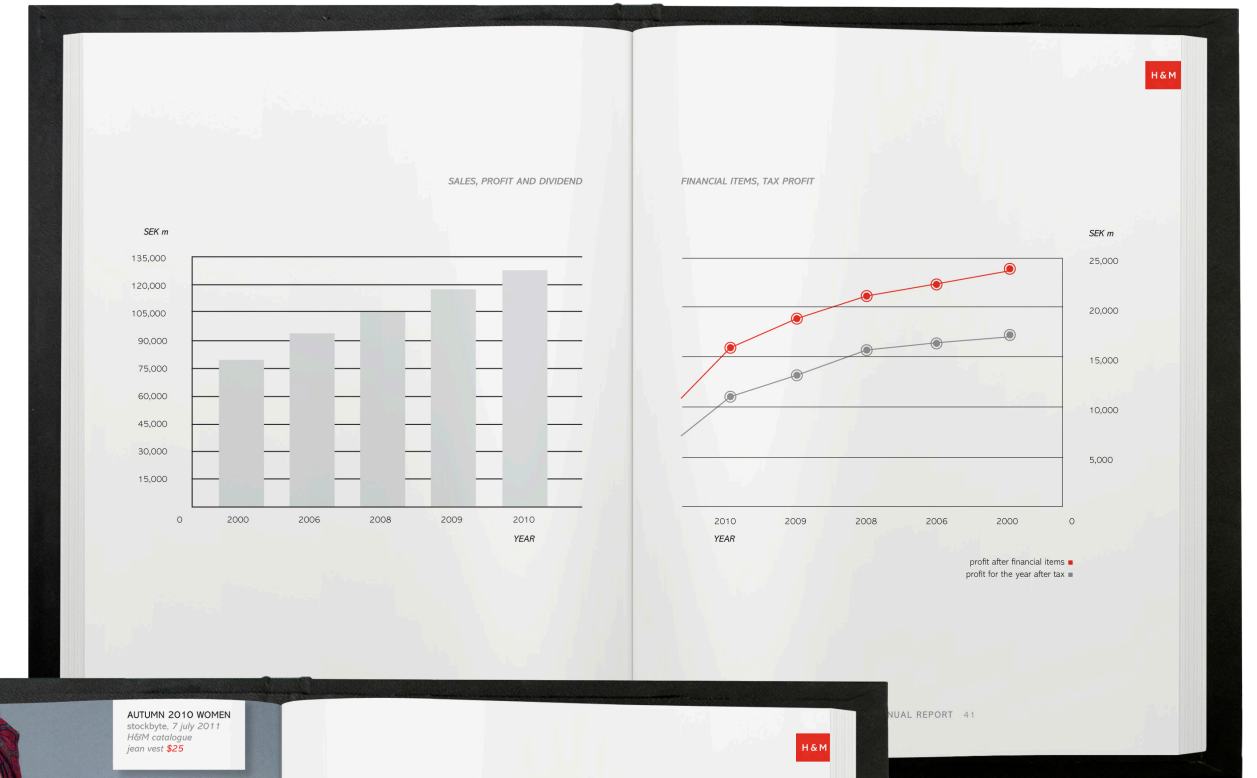 H&M
SALES, PROFIT AND DIVIDEND
SEK m
135,000
120,000
105,000
90,000
75,000
60,000
45,000
30,000
15,000
0 2000 2006 2008 2009 2010
YEAR
FINANCIAL ITEMS, TAX PROFIT
SEK m
25,000
20,000
15,000
10,000
5,000
2010 2009 2008 2006 2000 0
YEAR
profit after financial items
profit for the year after tax
NUAL REPORT 41
AUTUMN 2010 WOMEN
stockbyte, 7 july 2011
H&M catalogue
jean vest $25
H&M